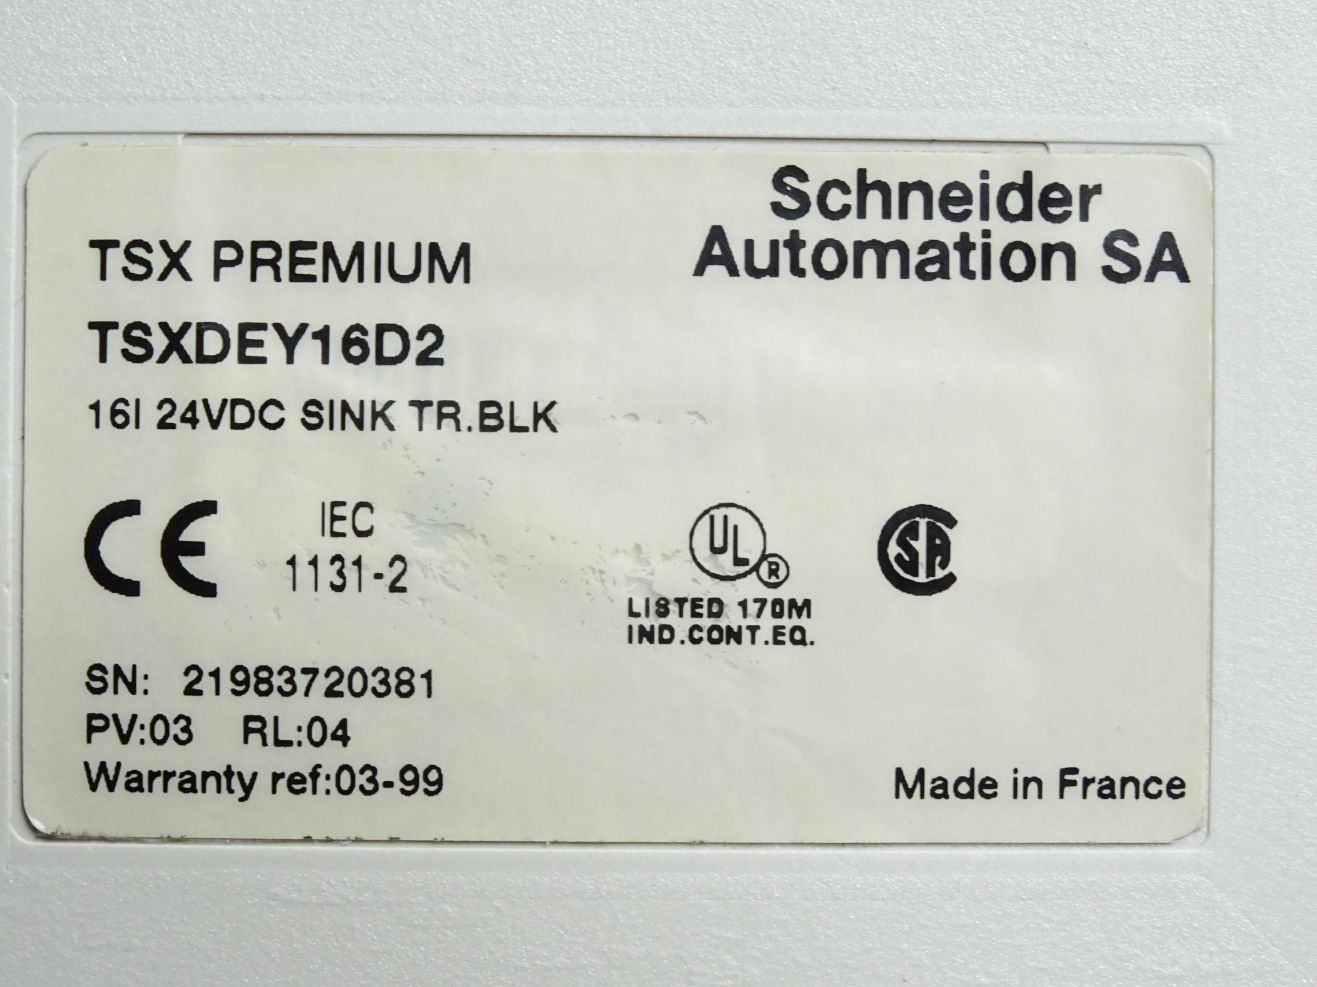 Schneider
Automation SA
TSX PREMIUM
TSXDEY16D2
16I 24VDC SINK TR.BLK
CE
IEC
1131-2
UL
R
LISTED 170M
IND.CONT.EQ.
CSA
SN: 21983720381
PV:03 RL:04
Warranty ref:03-99
Made in France